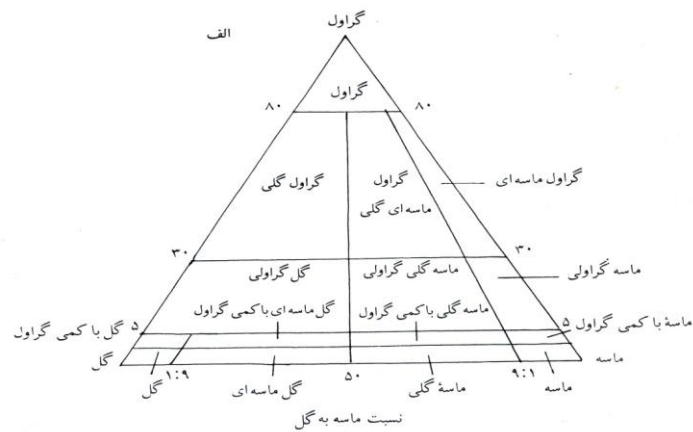 گراول
الف
گراول
۸۰
۸۰
گراول گلی
گراول
ماسه ای گلی
گراول ماسه ای
۳۰
۳۰
گل گراولی
ماسه گلی گراولی
ماسه گراولی
گل ماسه ای با کمی گراول
ماسه گلی با کمی گراول
گل با کمی گراول
۵
۵
ماسهٔ با کمی گراول
گل
ماسه
گل
۱:۹
گل ماسه ای
۵۰
ماسهٔ گلی
۹:۱
ماسه
نسبت ماسه به گل